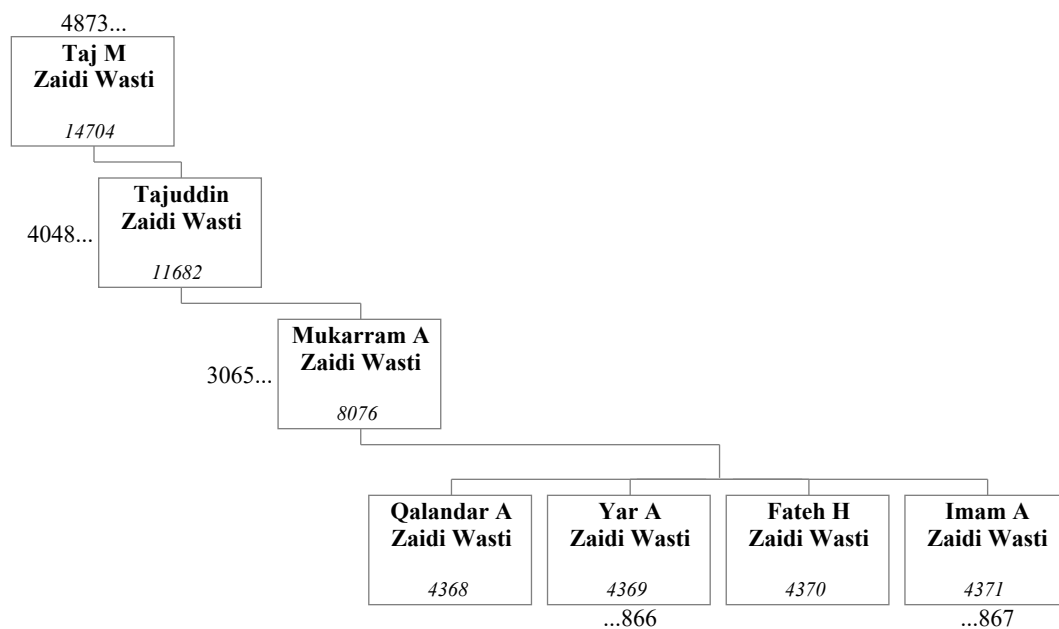 4873...
Taj M
Zaidi Wasti
14704
Tajuddin
Zaidi Wasti
4048...
11682
Mukarram A
Zaidi Wasti
3065...
8076
Qalandar A
Zaidi Wasti
4368
Yar A
Zaidi Wasti
4369
...866
Fateh H
Zaidi Wasti
4370
Imam A
Zaidi Wasti
4371
...867